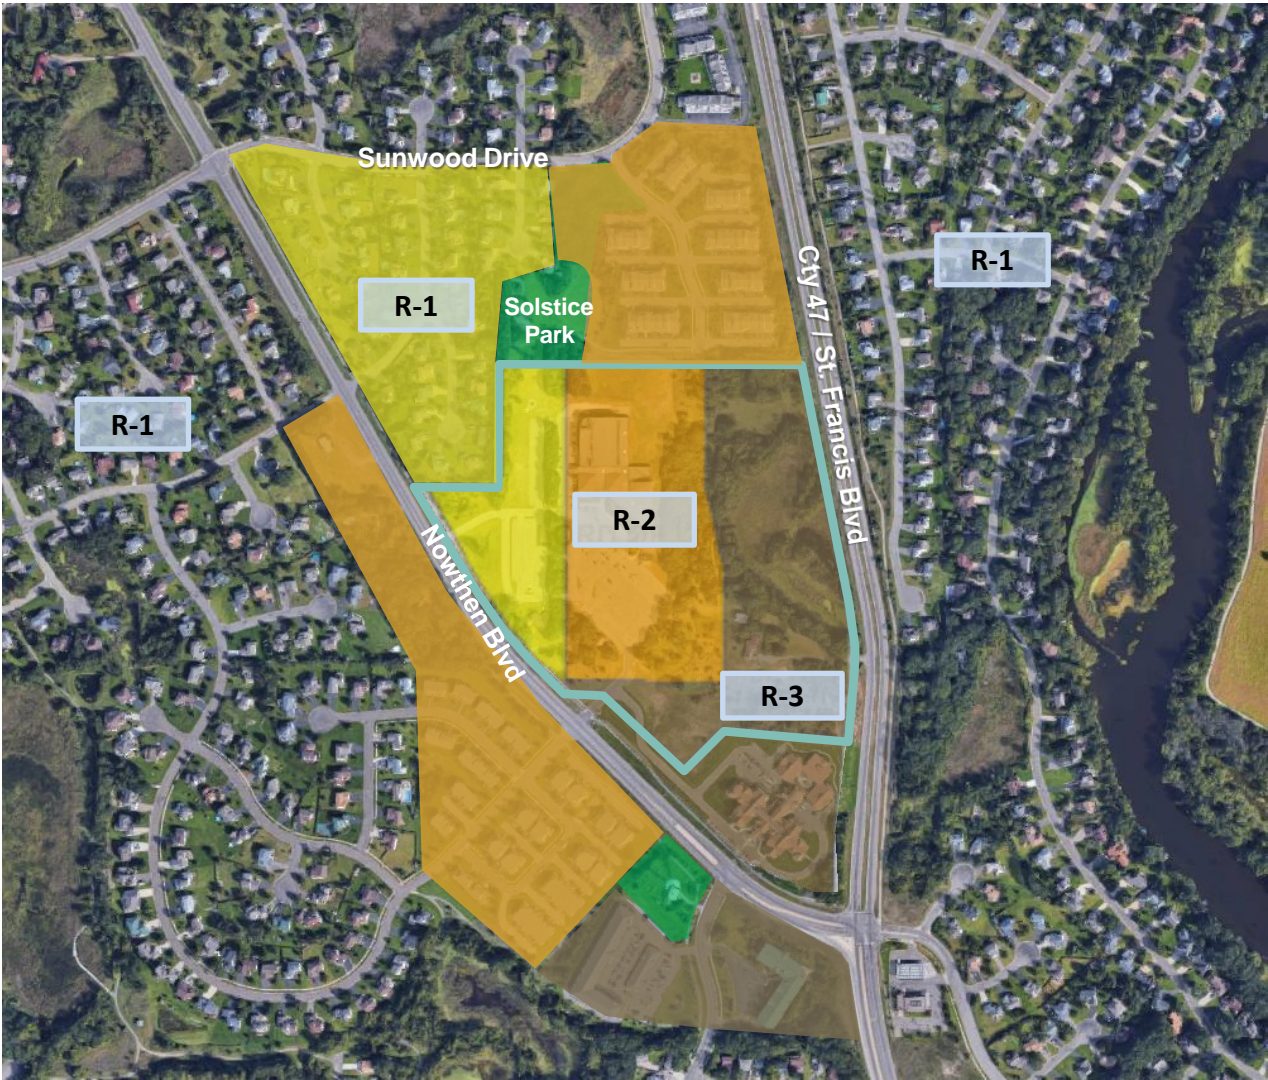 Sunwood Drive
R-1
R-1
Solstice
Park
Cty 47 / St. Francis Blvd
R-1
R-2
Nowthen Blvd
R-3